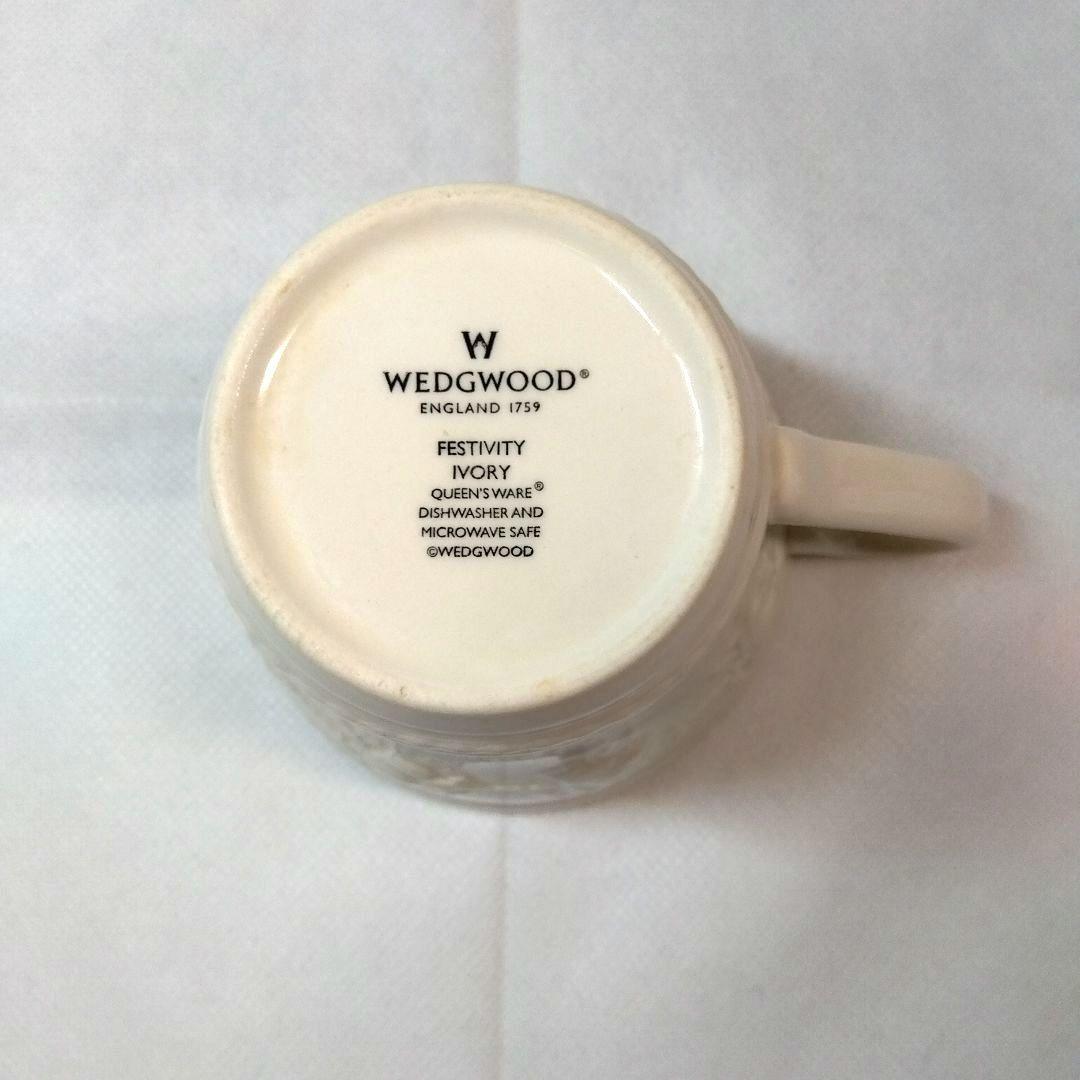 W
WEDGWOOD®
ENGLAND 1759
FESTIVITY
IVORY
QUEEN'S WARE®
DISHWASHER AND
MICROWAVE SAFE
©WEDGWOOD